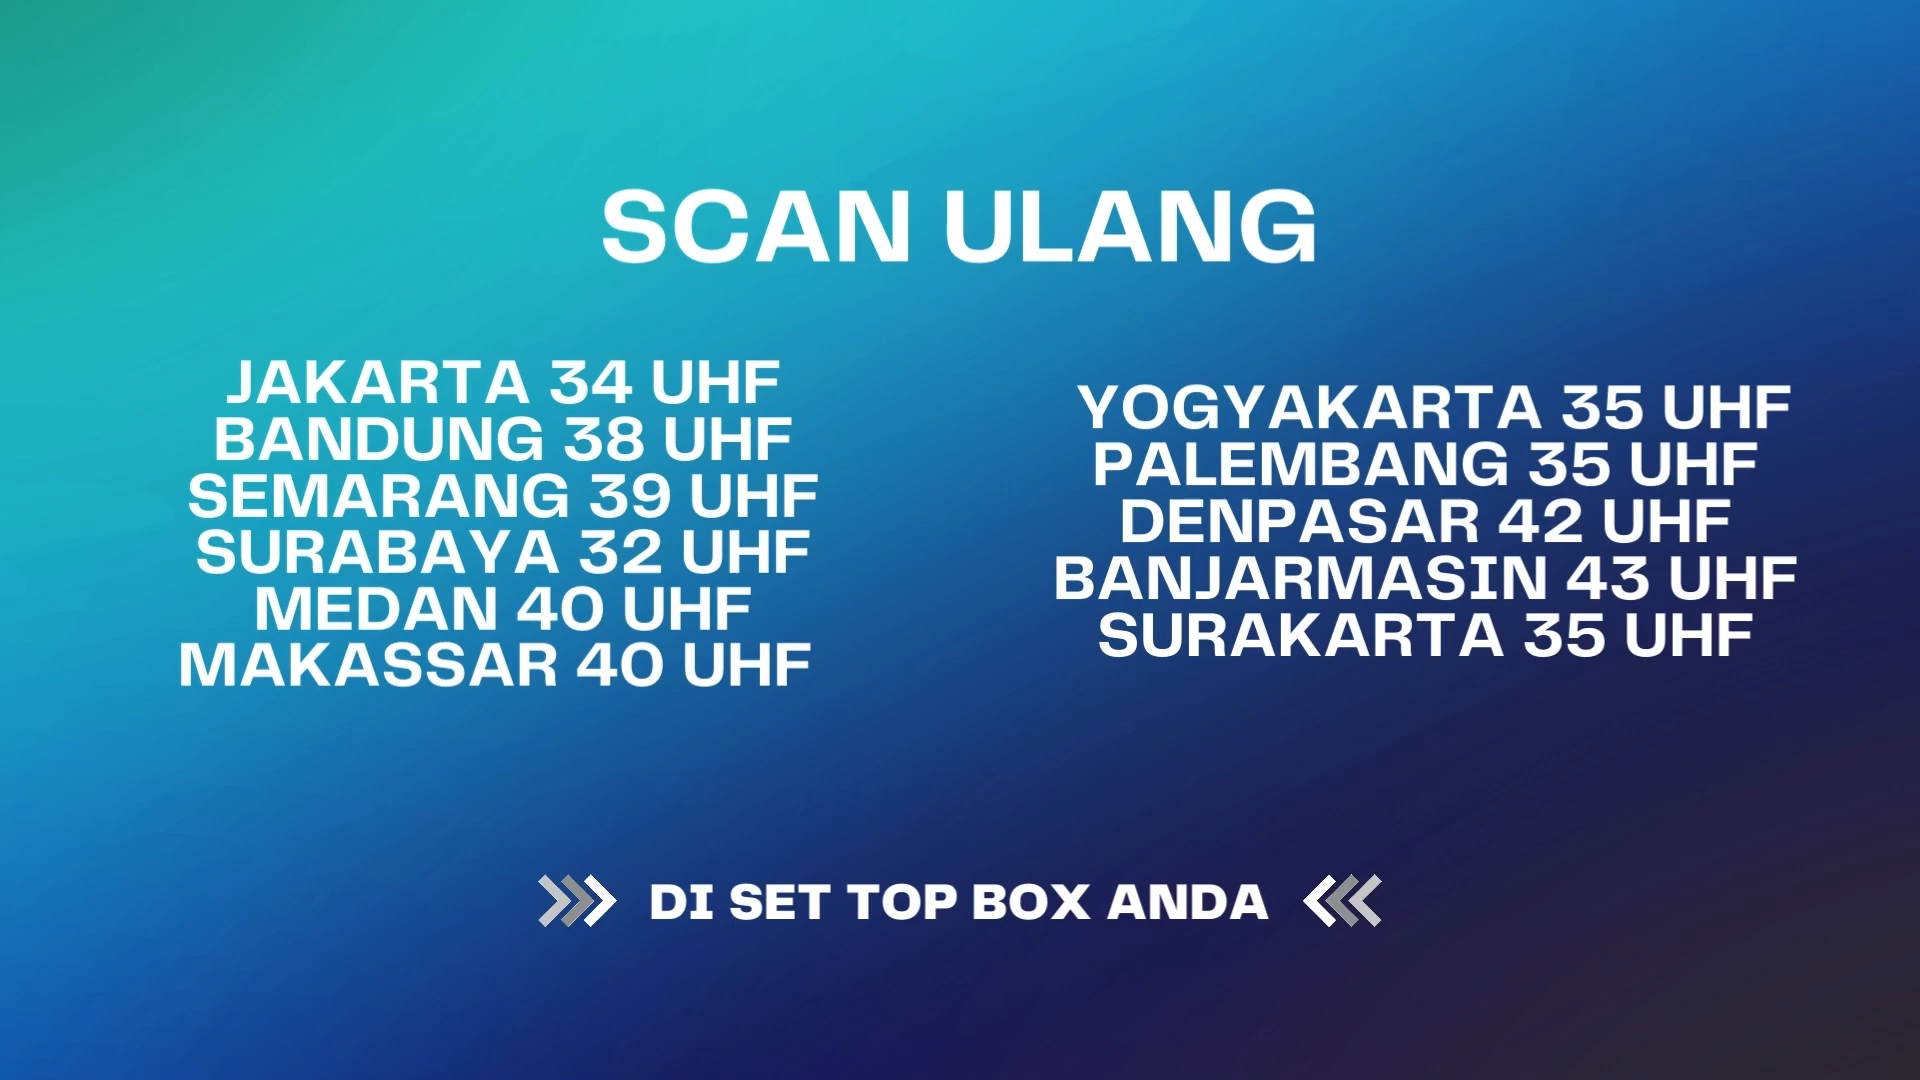 SCAN ULANG
JAKARTA 34 UHF
BANDUNG 38 UHF
SEMARANG 39 UHF
SURABAYA 32 UHF
MEDAN 40 UHF
MAKASSAR 40 UHF
YOGYAKARTA 35 UHF
PALEMBANG 35 UHF
DENPASAR 42 UHF
BANJARMASIN 43 UHF
SURAKARTA 35 UHF
DI SET TOP BOX ANDA